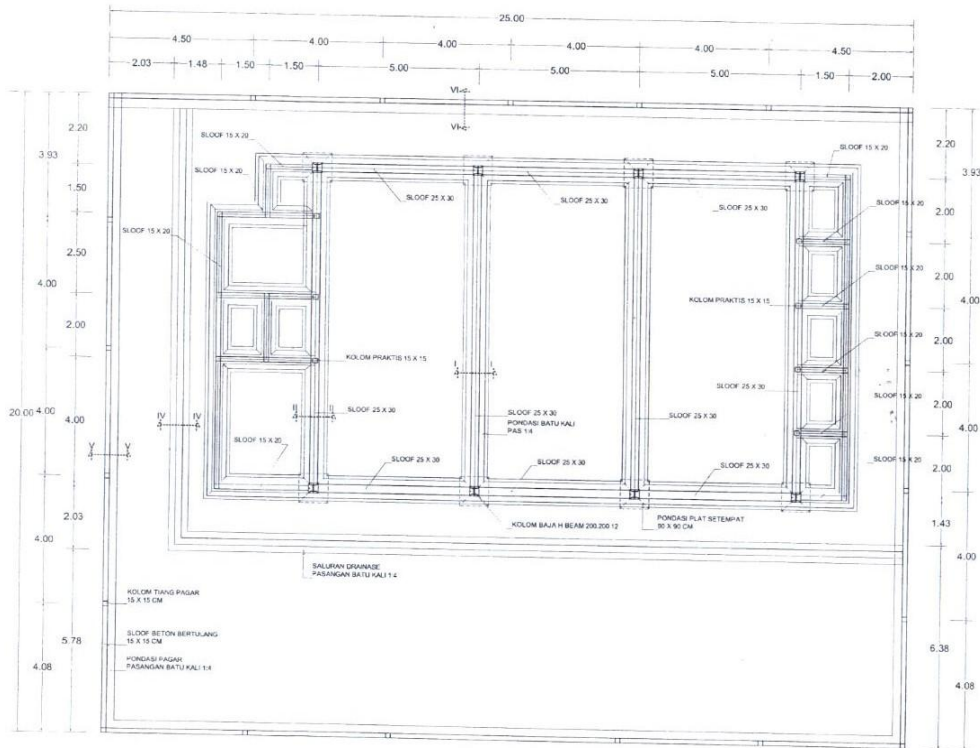 25.00
4.50 4.00 4.00 4.00 4.00 4.50
2.03 1.48 1.50 1.50 5.00 5.00 5.00 1.50 2.00
VI
VI
2.20
3.93
1.50
2.50
4.00
2.00
20.00
4.00
4.00
2.03
4.00
5.78
4.08
SLOOF 15 X 20
SLOOF 15 X 20
SLOOF 15 X 20
SLOOF 25 X 30
SLOOF 25 X 30
SLOOF 25 X 30
SLOOF 15 X 20
SLOOF 15 X 20
SLOOF 15 X 20
KOLOM PRAKTIS 15 X 15
SLOOF 15 X 20
SLOOF 25 X 30
SLOOF 15 X 20
SLOOF 15 X 20
KOLOM PRAKTIS 15 X 15
I I
II II
IV IV
V V
SLOOF 25 X 30
SLOOF 25 X 30
PONDASI BATU KALI
PAS 1:4
SLOOF 25 X 30
SLOOF 15 X 20
SLOOF 25 X 30
SLOOF 25 X 30
SLOOF 25 X 30
KOLOM BAJA H BEAM 200.200.12
PONDASI PLAT SETEMPAT
90 X 90 CM
SALURAN DRAINASE
PASANGAN BATU KALI 1:4
KOLOM TIANG PAGAR
15 X 15 CM
SLOOF BETON BERTULANG
15 X 15 CM
PONDASI PAGAR
PASANGAN BATU KALI 1:4
2.20
3.93
2.00
2.00
4.00
2.00
2.00
4.00
2.00
1.43
4.00
6.38
4.08